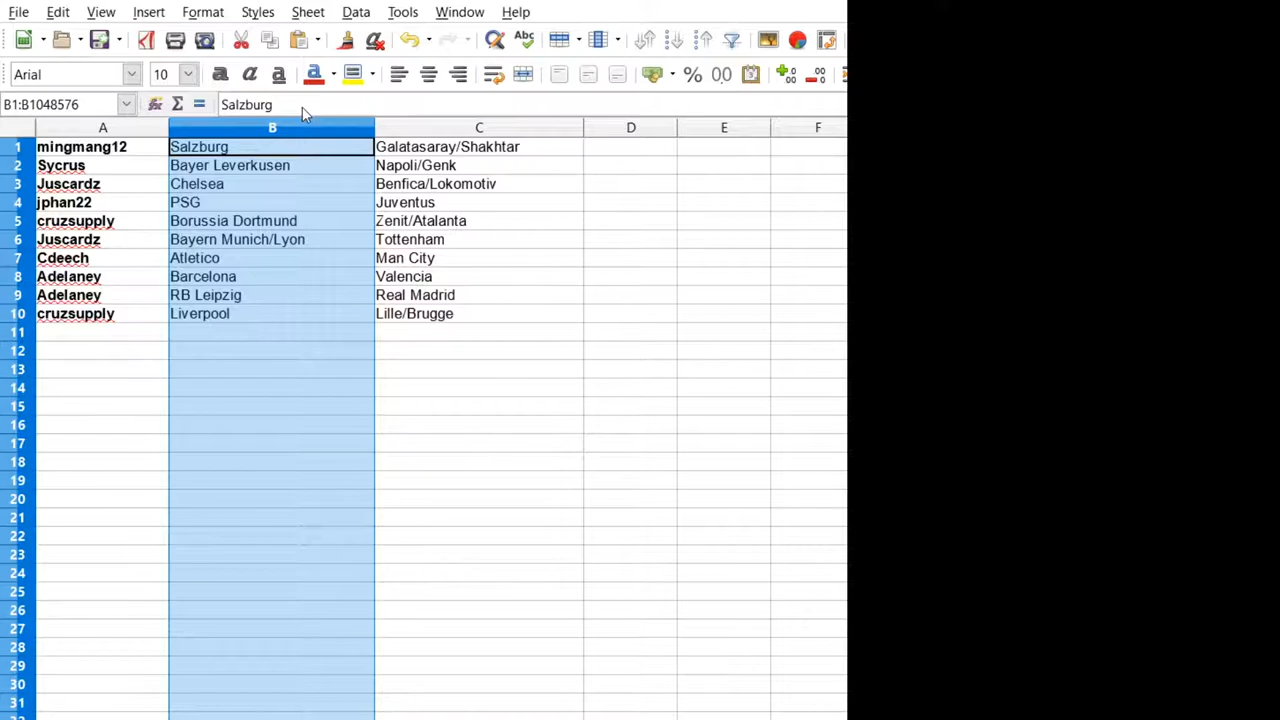 File Edit View Insert Format Styles Sheet Data Tools Window Help
Arial 10
B1:B1048576 Salzburg
A B C D E F
1 mingmang12 Salzburg Galatasaray/Shakhtar
2 Sycrus Bayer Leverkusen Napoli/Genk
3 Juscardz Chelsea Benfica/Lokomotiv
4 jphan22 PSG Juventus
5 cruzsupply Borussia Dortmund Zenit/Atalanta
6 Juscardz Bayern Munich/Lyon Tottenham
7 Cdeech Atletico Man City
8 Adelaney Barcelona Valencia
9 Adelaney RB Leipzig Real Madrid
10 cruzsupply Liverpool Lille/Brugge
11
12
13
14
15
16
17
18
19
20
21
22
23
24
25
26
27
28
29
30
31